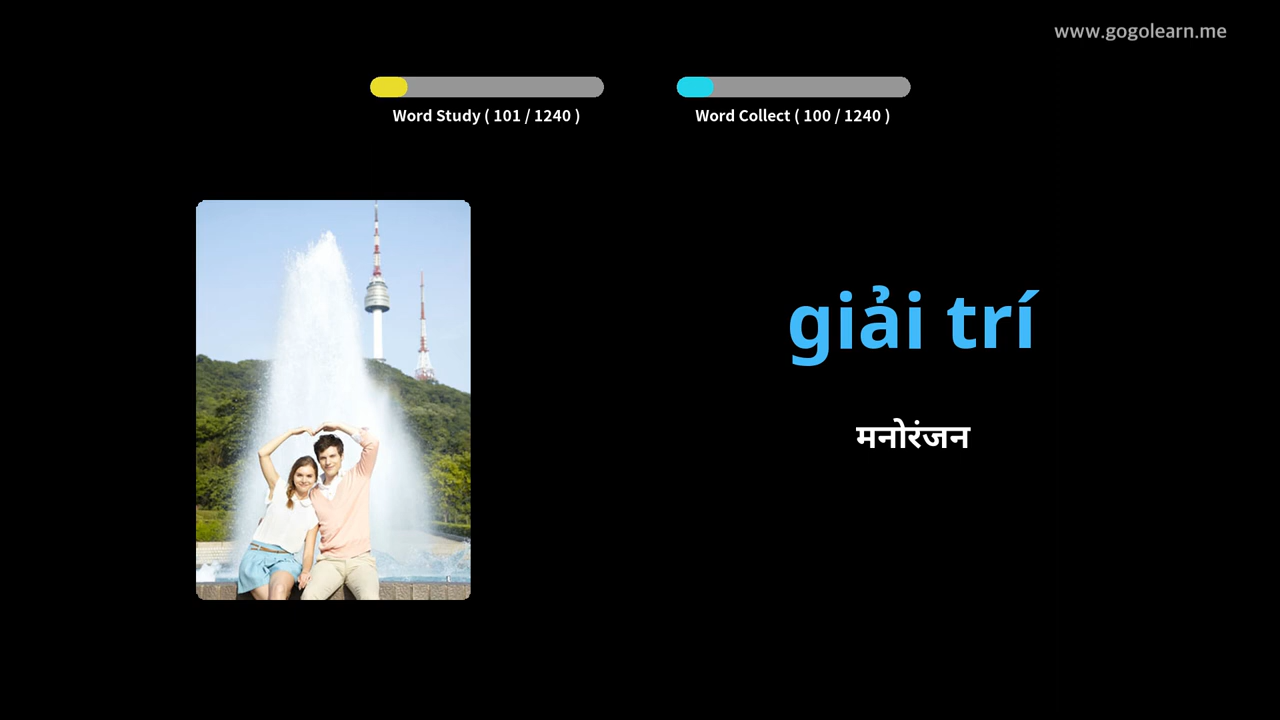 www.gogolearn.me
Word Study ( 101 / 1240 )
Word Collect ( 100 / 1240 )
giải trí
मनोरंजन